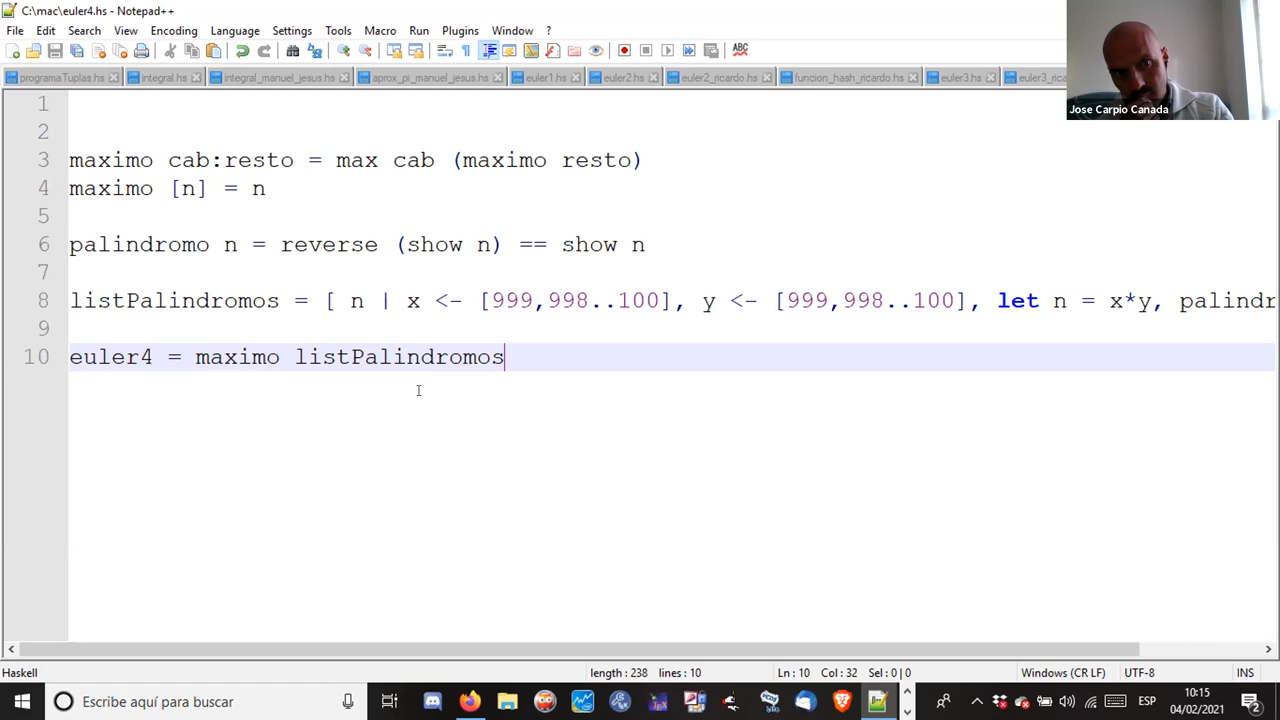 C:\mac\euler4.hs - Notepad++
File Edit Search View Encoding Language Settings Tools Macro Run Plugins Window ?
programaTuplas.hs integral.hs integral_manuel_jesus.hs aprox_pi_manuel_jesus.hs euler1.hs euler2.hs euler2_ricardo.hs funcion_hash_ricardo.hs euler3.hs euler3_ri
Jose Carpio Canada
1
2
3 maximo cab:resto = max cab (maximo resto)
4 maximo [n] = n
5
6 palindromo n = reverse (show n) == show n
7
8 listPalindromos = [ n | x <- [999,998..100], y <- [999,998..100], let n = x*y, palindr
9
10 euler4 = maximo listPalindromos
Haskell length: 238 lines: 10 Ln: 10 Col: 32 Sel: 0 | 0 Windows (CR LF) UTF-8 INS
Escribe aquí para buscar
ESP
10:15
04/02/2021
2